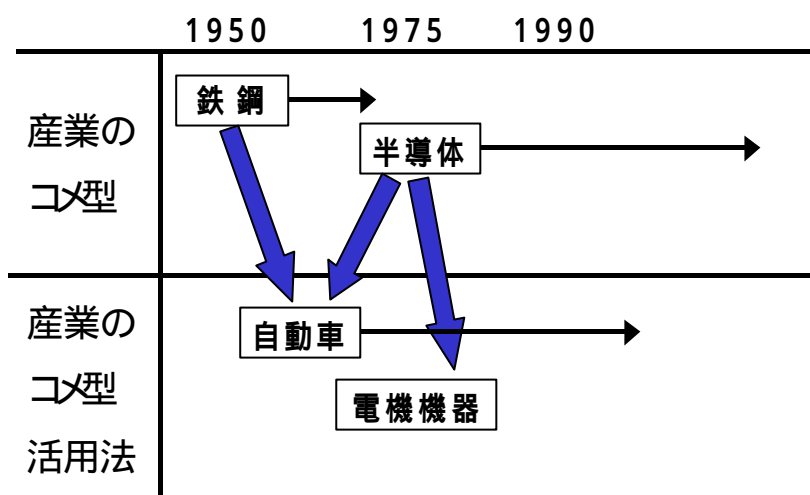 1950 1975 1990
産業の
コメ型
鉄鋼
半導体
産業の
コメ型
活用法
自動車
電機機器